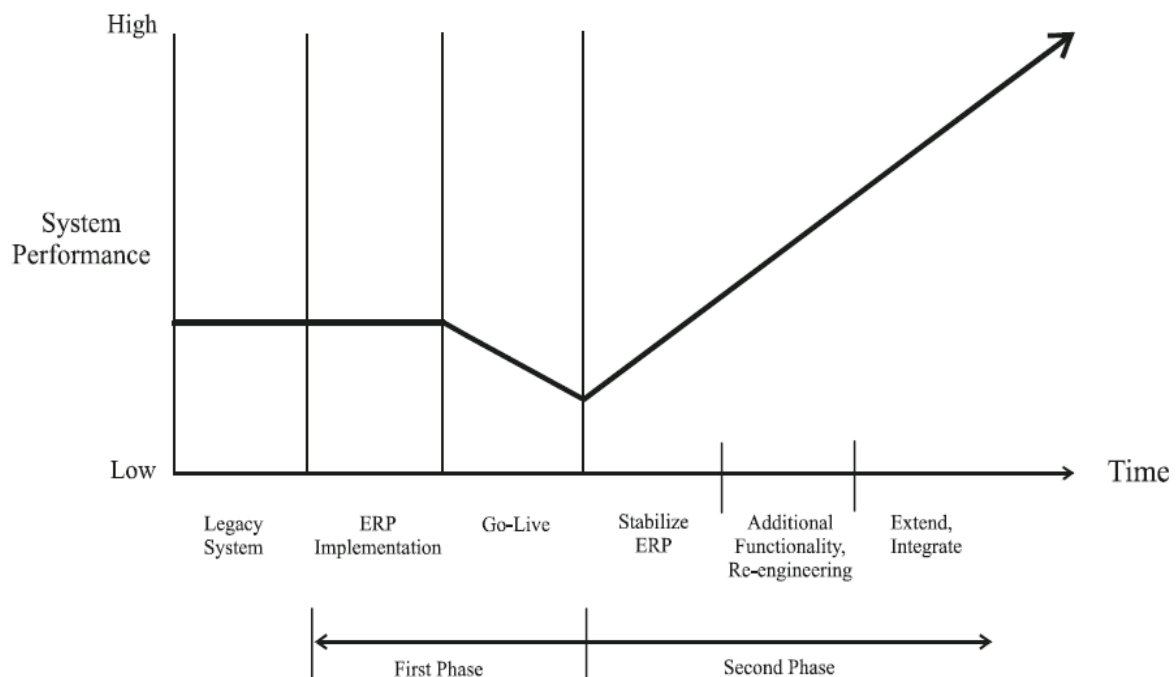 High
System
Performance
Low
Time
Legacy
System
ERP
Implementation
Go-Live
Stabilize
ERP
Additional
Functionality,
Re-engineering
Extend,
Integrate
First Phase
Second Phase